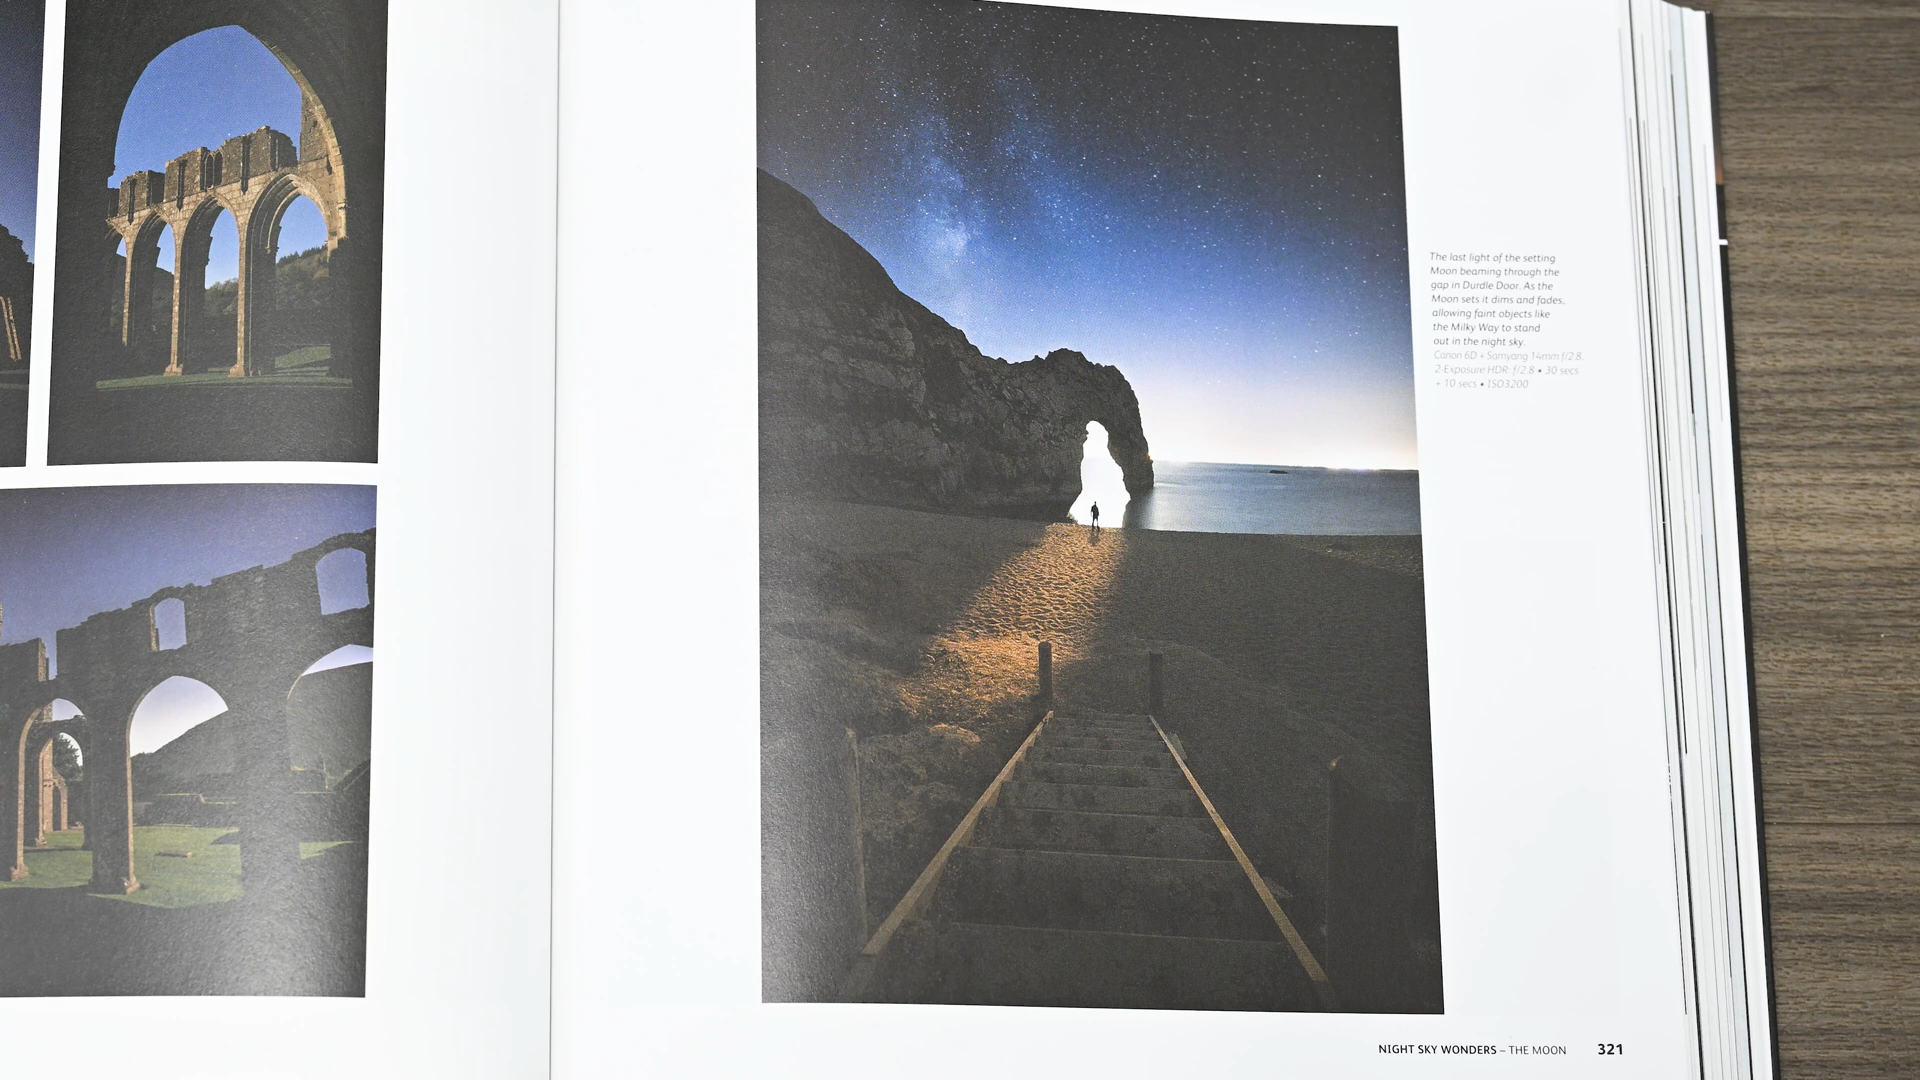 The last light of the setting
Moon beaming through the
gap in Durdle Door. As the
Moon sets it dims and fades,
allowing faint objects like
the Milky Way to stand
out in the night sky.
Canon 6D + Samyang 14mm f/2.8.
2-Exposure HDR: f/2.8 • 30 secs
+ 10 secs • ISO3200
NIGHT SKY WONDERS – THE MOON 321